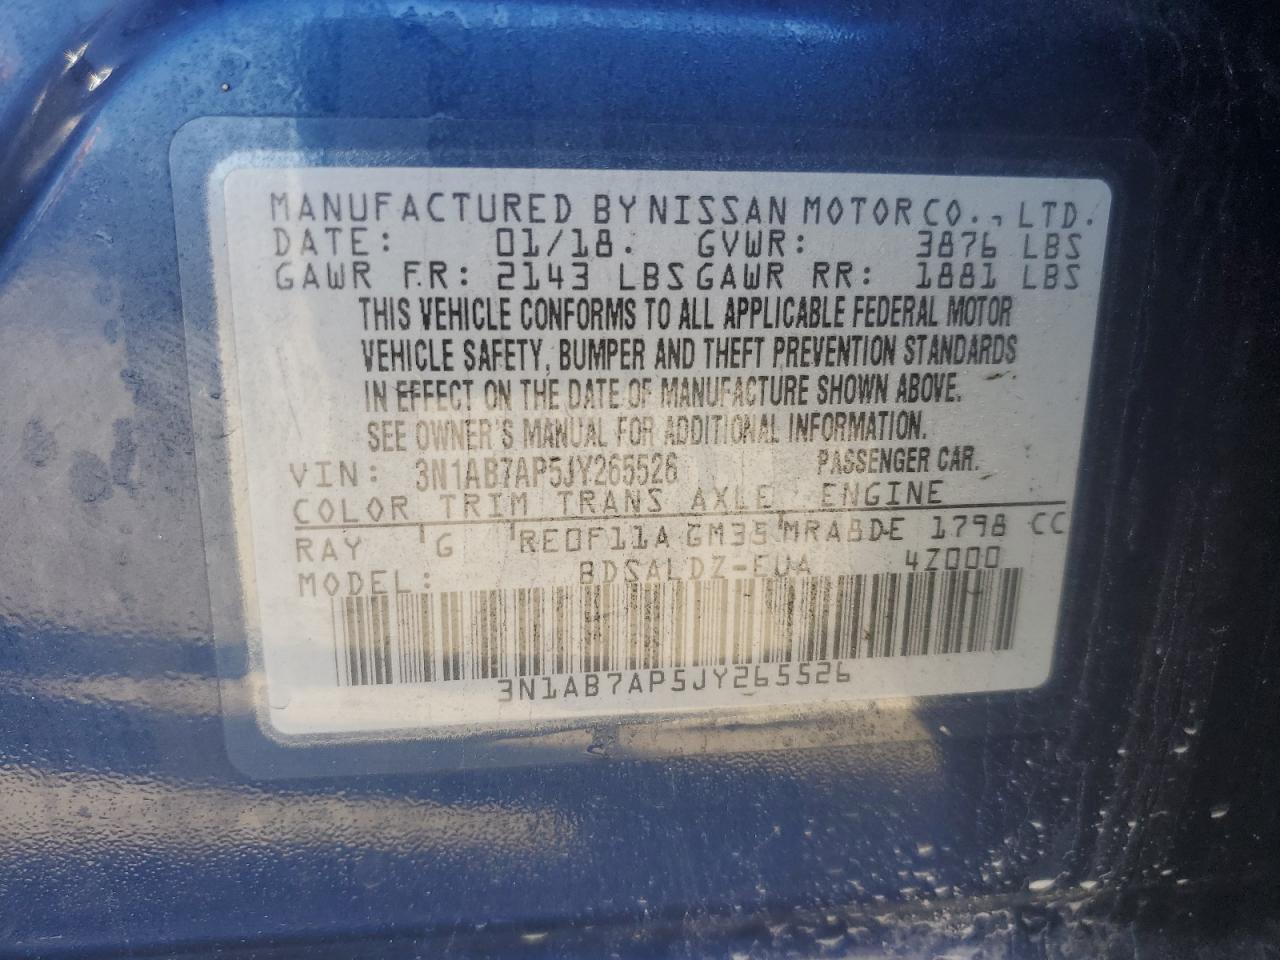 MANUFACTURED BY NISSAN MOTOR CO., LTD.
DATE: 01/18. GVWR: 3876 LBS
GAWR FR: 2143 LBS GAWR RR: 1881 LBS
THIS VEHICLE CONFORMS TO ALL APPLICABLE FEDERAL MOTOR
VEHICLE SAFETY, BUMPER AND THEFT PREVENTION STANDARDS
IN EFFECT ON THE DATE OF MANUFACTURE SHOWN ABOVE.
SEE OWNER'S MANUAL FOR ADDITIONAL INFORMATION.
VIN: 3N1AB7AP5JY265526 PASSENGER CAR.
COLOR TRIM TRANS AXLE ENGINE
RAY G RE0F11A GM35 MRA8DE 1798 CC
MODEL: BDSALDZ-EUA 4Z000
3N1AB7AP5JY265526